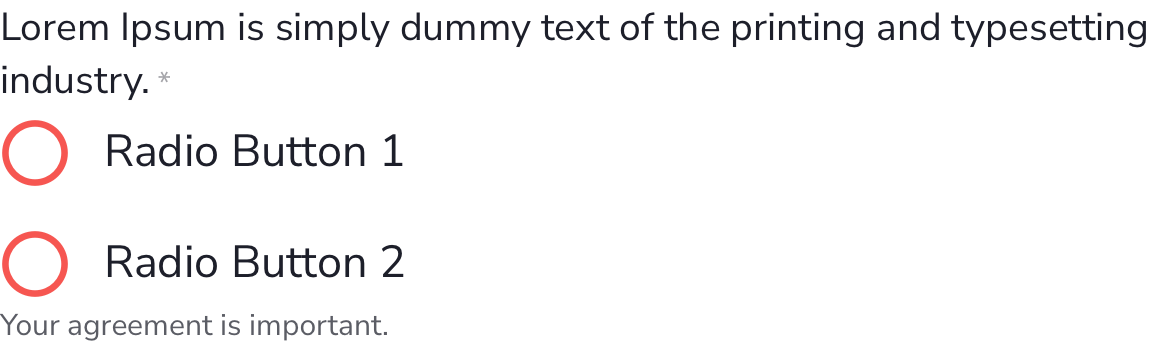 Lorem Ipsum is simply dummy text of the printing and typesetting
industry. *
Radio Button 1
Radio Button 2
Your agreement is important.